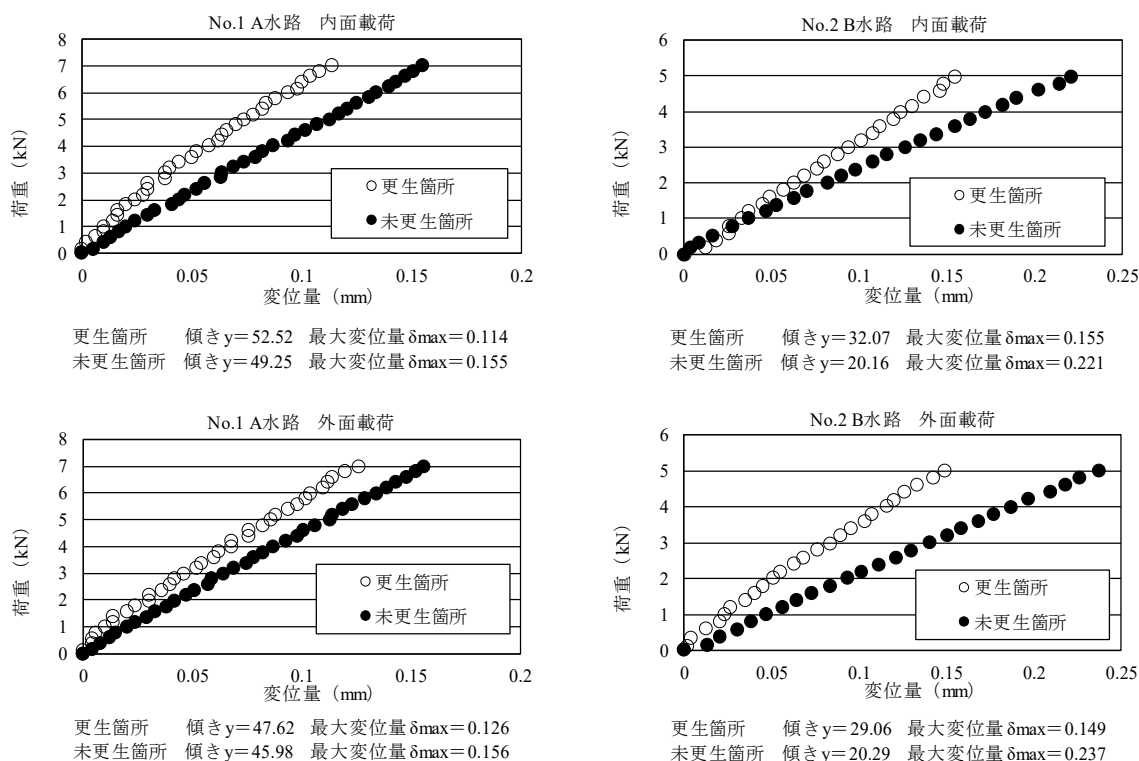 No.1 A水路　内面載荷
8
7
6
5
4
3
2
1
0
荷重（kN）
更生箇所
未更生箇所
0 0.05 0.1 0.15 0.2
変位量（mm）
更生箇所　傾きy＝52.52　最大変位量δmax＝0.114
未更生箇所　傾きy＝49.25　最大変位量δmax＝0.155
No.2 B水路　内面載荷
6
5
4
3
2
1
0
荷重（kN）
更生箇所
未更生箇所
0 0.05 0.1 0.15 0.2 0.25
変位量（mm）
更生箇所　傾きy＝32.07　最大変位量δmax＝0.155
未更生箇所　傾きy＝20.16　最大変位量δmax＝0.221
No.1 A水路　外面載荷
8
7
6
5
4
3
2
1
0
荷重（kN）
更生箇所
未更生箇所
0 0.05 0.1 0.15 0.2
変位量（mm）
更生箇所　傾きy＝47.62　最大変位量δmax＝0.126
未更生箇所　傾きy＝45.98　最大変位量δmax＝0.156
No.2 B水路　外面載荷
6
5
4
3
2
1
0
荷重（kN）
更生箇所
未更生箇所
0 0.05 0.1 0.15 0.2 0.25
変位量（mm）
更生箇所　傾きy＝29.06　最大変位量δmax＝0.149
未更生箇所　傾きy＝20.29　最大変位量δmax＝0.237